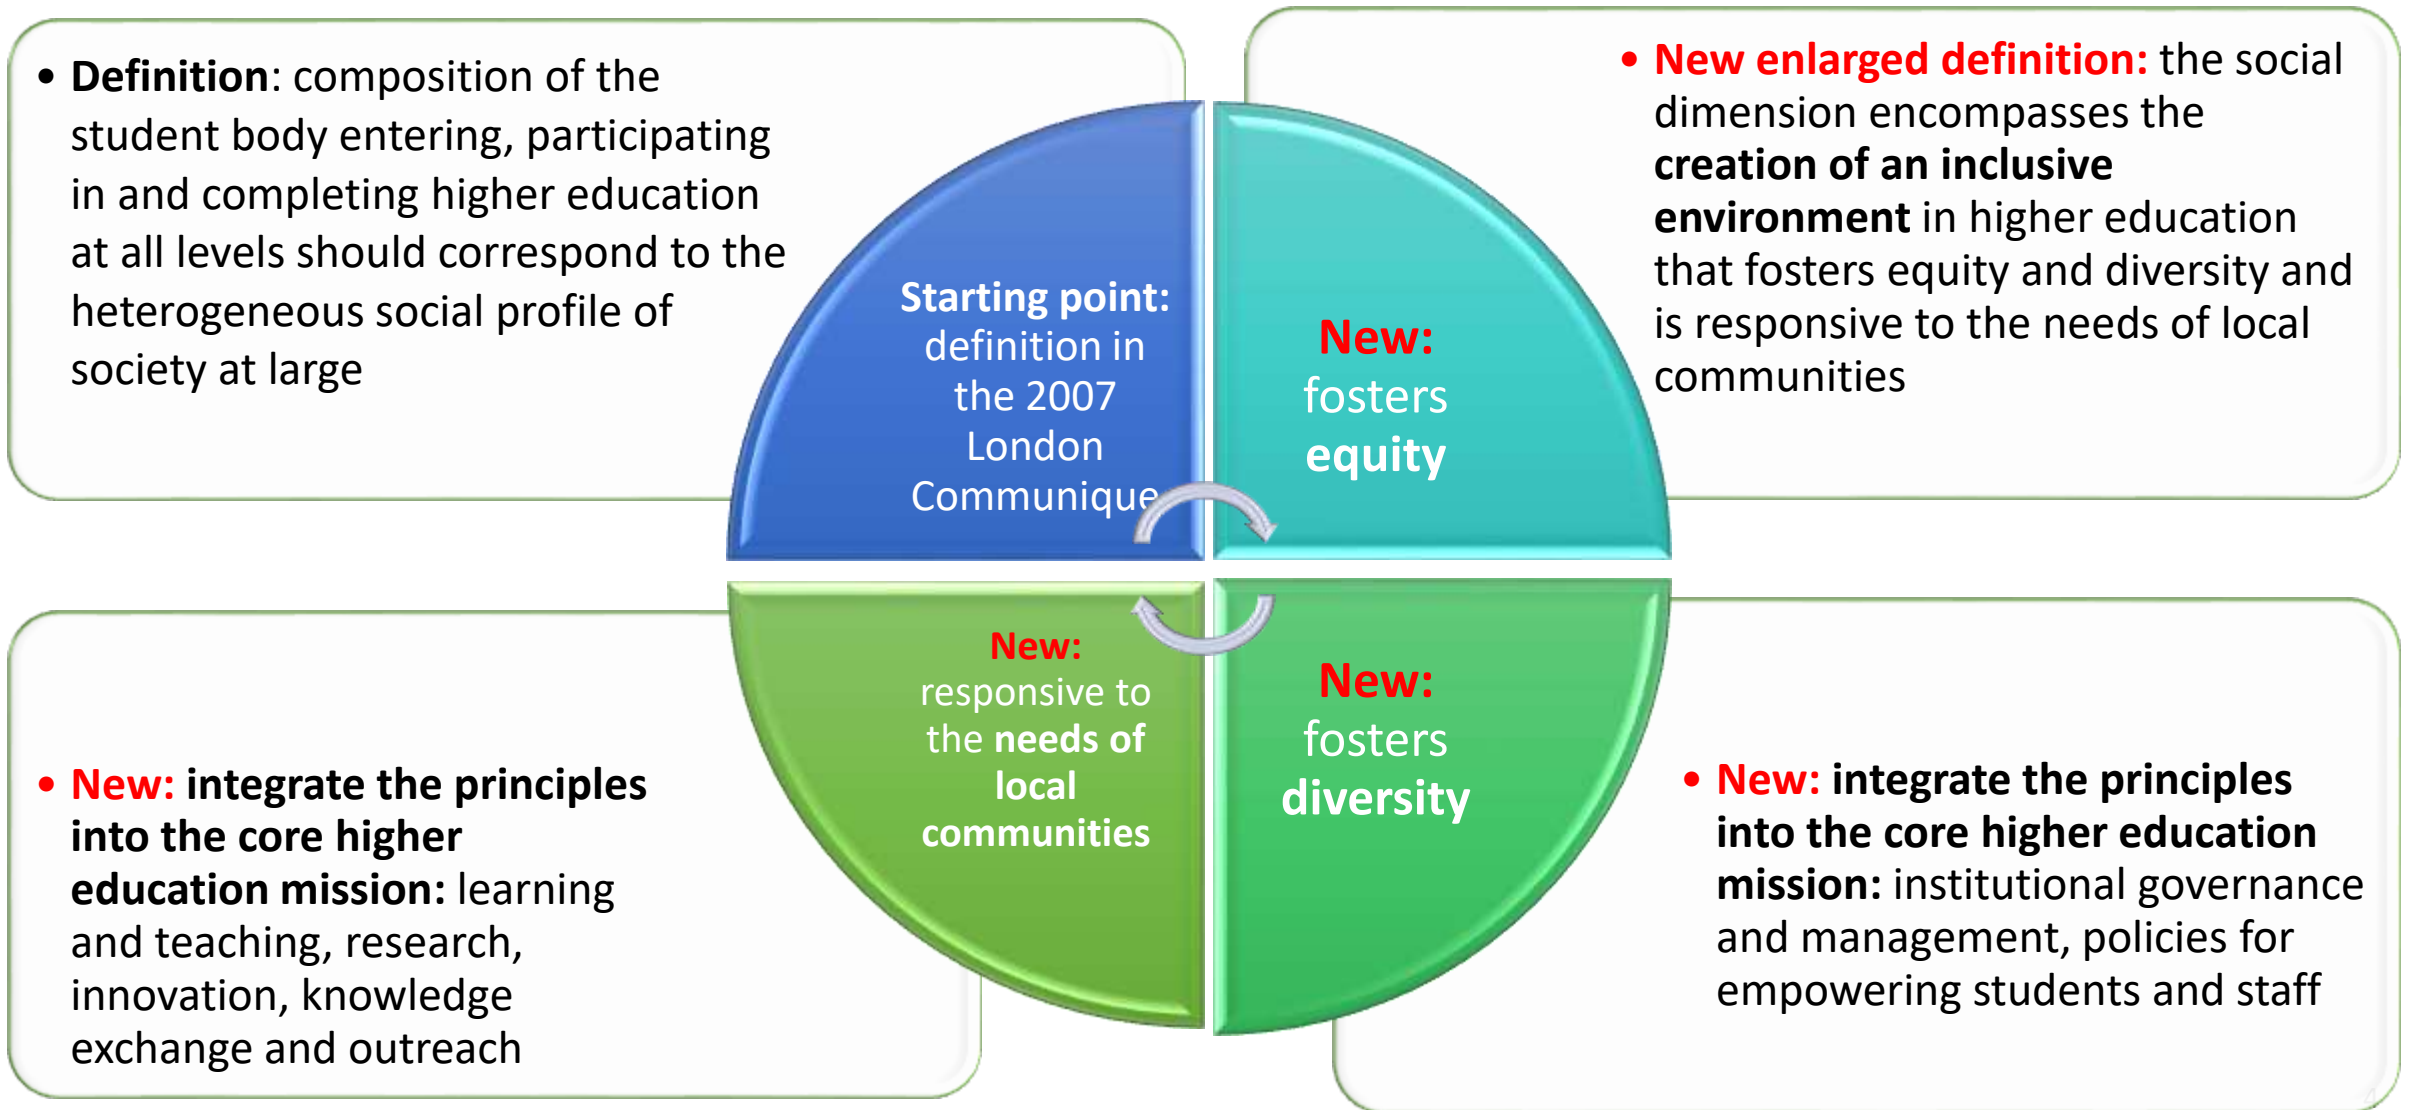 • Definition: composition of the
student body entering, participating
in and completing higher education
at all levels should correspond to the
heterogeneous social profile of
society at large
• New enlarged definition: the social
dimension encompasses the
creation of an inclusive
environment in higher education
that fosters equity and diversity and
is responsive to the needs of local
communities
Starting point:
definition in
the 2007
London
Communique
New:
fosters
equity
New:
responsive to
the needs of
local
communities
New:
fosters
diversity
• New: integrate the principles
into the core higher
education mission: learning
and teaching, research,
innovation, knowledge
exchange and outreach
• New: integrate the principles
into the core higher education
mission: institutional governance
and management, policies for
empowering students and staff
4